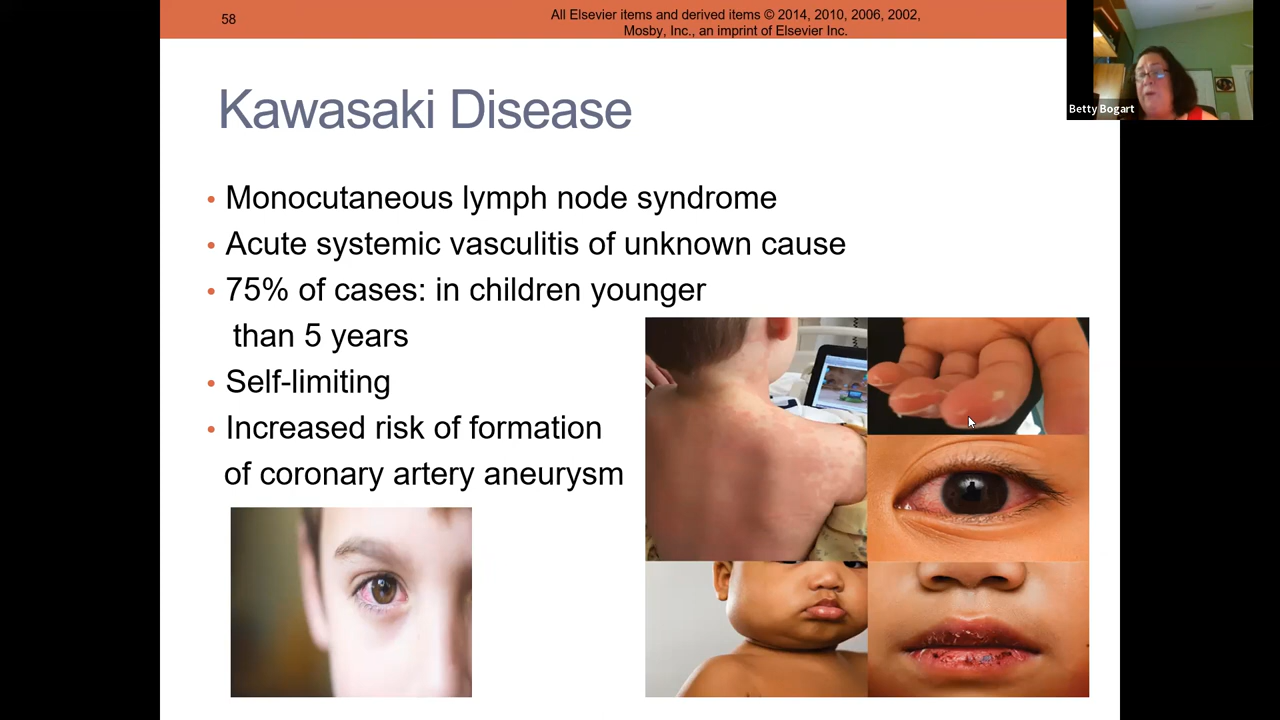 58
All Elsevier items and derived items © 2014, 2010, 2006, 2002,
Mosby, Inc., an imprint of Elsevier Inc.
Betty Bogart
Kawasaki Disease
• Monocutaneous lymph node syndrome
• Acute systemic vasculitis of unknown cause
• 75% of cases: in children younger
than 5 years
• Self-limiting
• Increased risk of formation
of coronary artery aneurysm